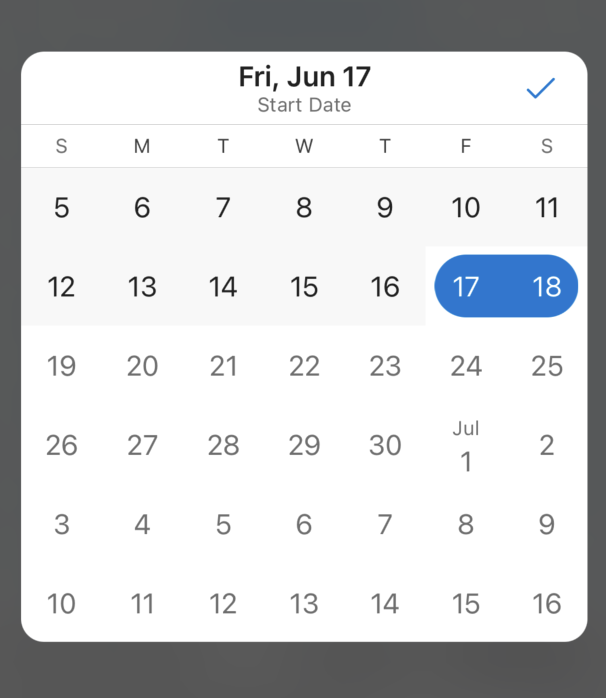 Fri, Jun 17
Start Date
S M T W T F S
5 6 7 8 9 10 11
12 13 14 15 16 17 18
19 20 21 22 23 24 25
Jul
26 27 28 29 30 1 2
3 4 5 6 7 8 9
10 11 12 13 14 15 16